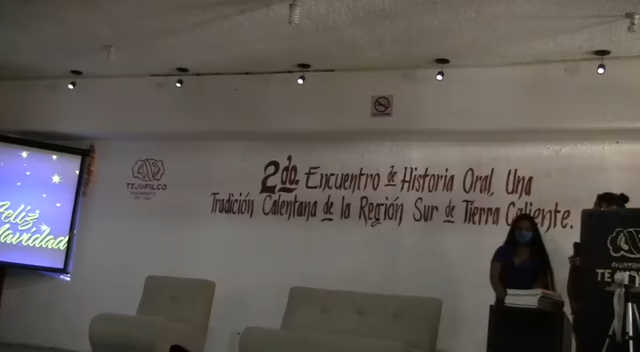 2do. Encuentro de Historia Oral, Una
Tradición Calentana de la Región Sur de Tierra Caliente.
TEJUPILCO
Feliz
Navidad